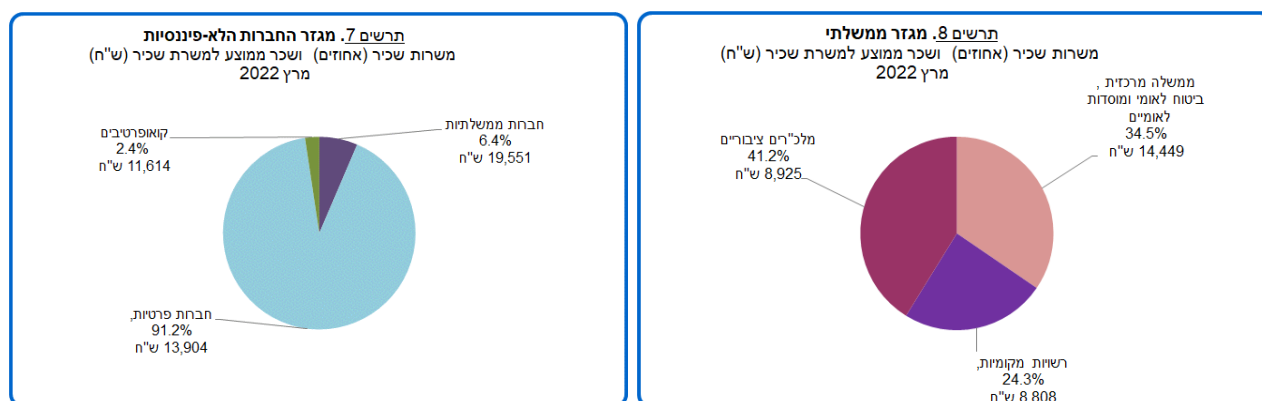 תרשים 7. מגזר החברות הלא-פיננסיות
משרות שכיר (אחוזים) ושכר ממוצע למשרת שכיר (ש"ח)
מרץ 2022
חברות ממשלתיות
6.4%
19,551 ש"ח
קואופרטיבים
2.4%
11,614 ש"ח
חברות פרטיות,
91.2%
13,904 ש"ח
תרשים 8. מגזר ממשלתי
משרות שכיר (אחוזים) ושכר ממוצע למשרת שכיר (ש"ח)
מרץ 2022
ממשלה מרכזית ,
ביטוח לאומי ומוסדות
לאומיים
34.5%
14,449 ש"ח
מלכ"רים ציבוריים
41.2%
8,925 ש"ח
רשויות מקומיות,
24.3%
8,808 ש"ח